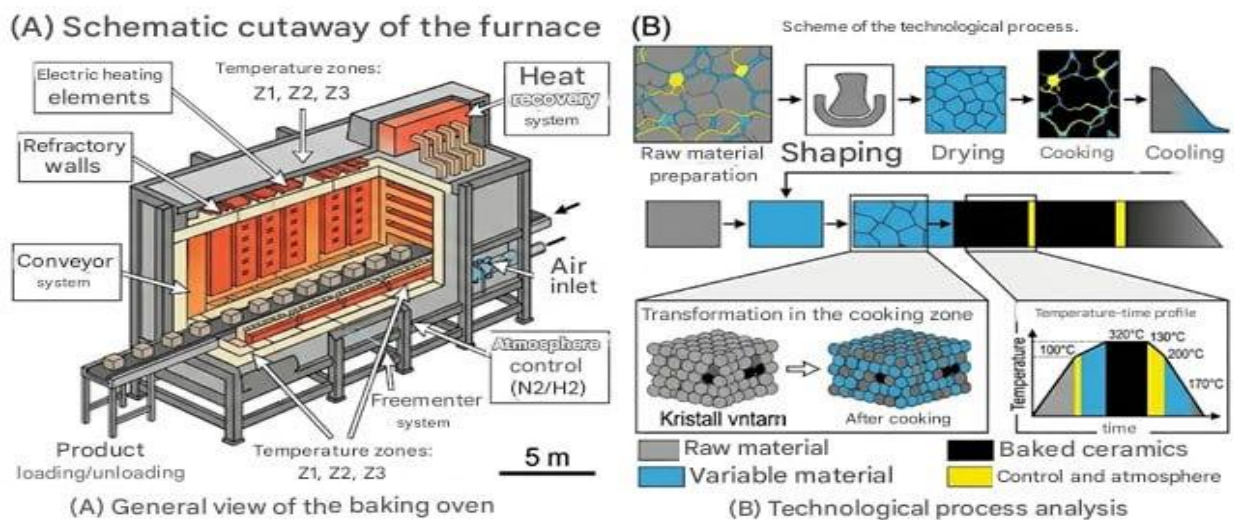 (A) Schematic cutaway of the furnace
Electric heating
elements
Temperature zones:
Z1, Z2, Z3
Heat
recovery
system
Refractory
walls
Conveyor
system
Air
inlet
Atmosphere
control
(N2/H2)
Freementer
system
Product
loading/unloading
Temperature zones:
Z1, Z2, Z3
5 m
(A) General view of the baking oven
(B)
Scheme of the technological process.
Raw material
preparation
Shaping
Drying
Cooking
Cooling
Transformation in the cooking zone
Kristall vntarn
After cooking
Temperature-time profile
Temperature
100°C
320°C
130°C
200°C
170°C
time
Raw material
Baked ceramics
Variable material
Control and atmosphere
(B) Technological process analysis